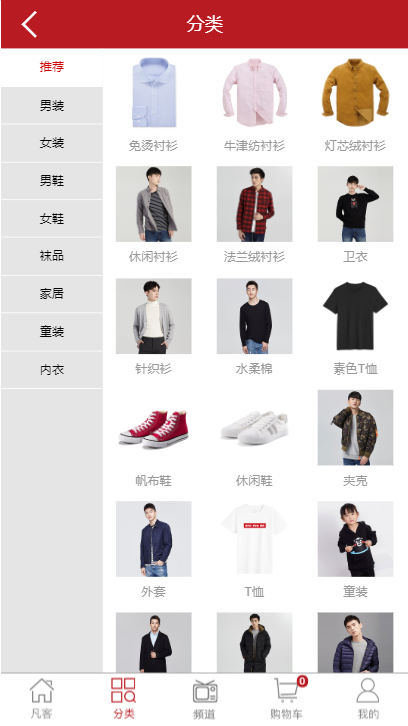 分类
推荐
男装
女装
男鞋
女鞋
袜品
家居
童装
内衣
免烫衬衫
牛津纺衬衫
灯芯绒衬衫
休闲衬衫
法兰绒衬衫
卫衣
针织衫
水柔棉
素色T恤
帆布鞋
休闲鞋
夹克
外套
T恤
童装
凡客
分类
频道
购物车
0
我的